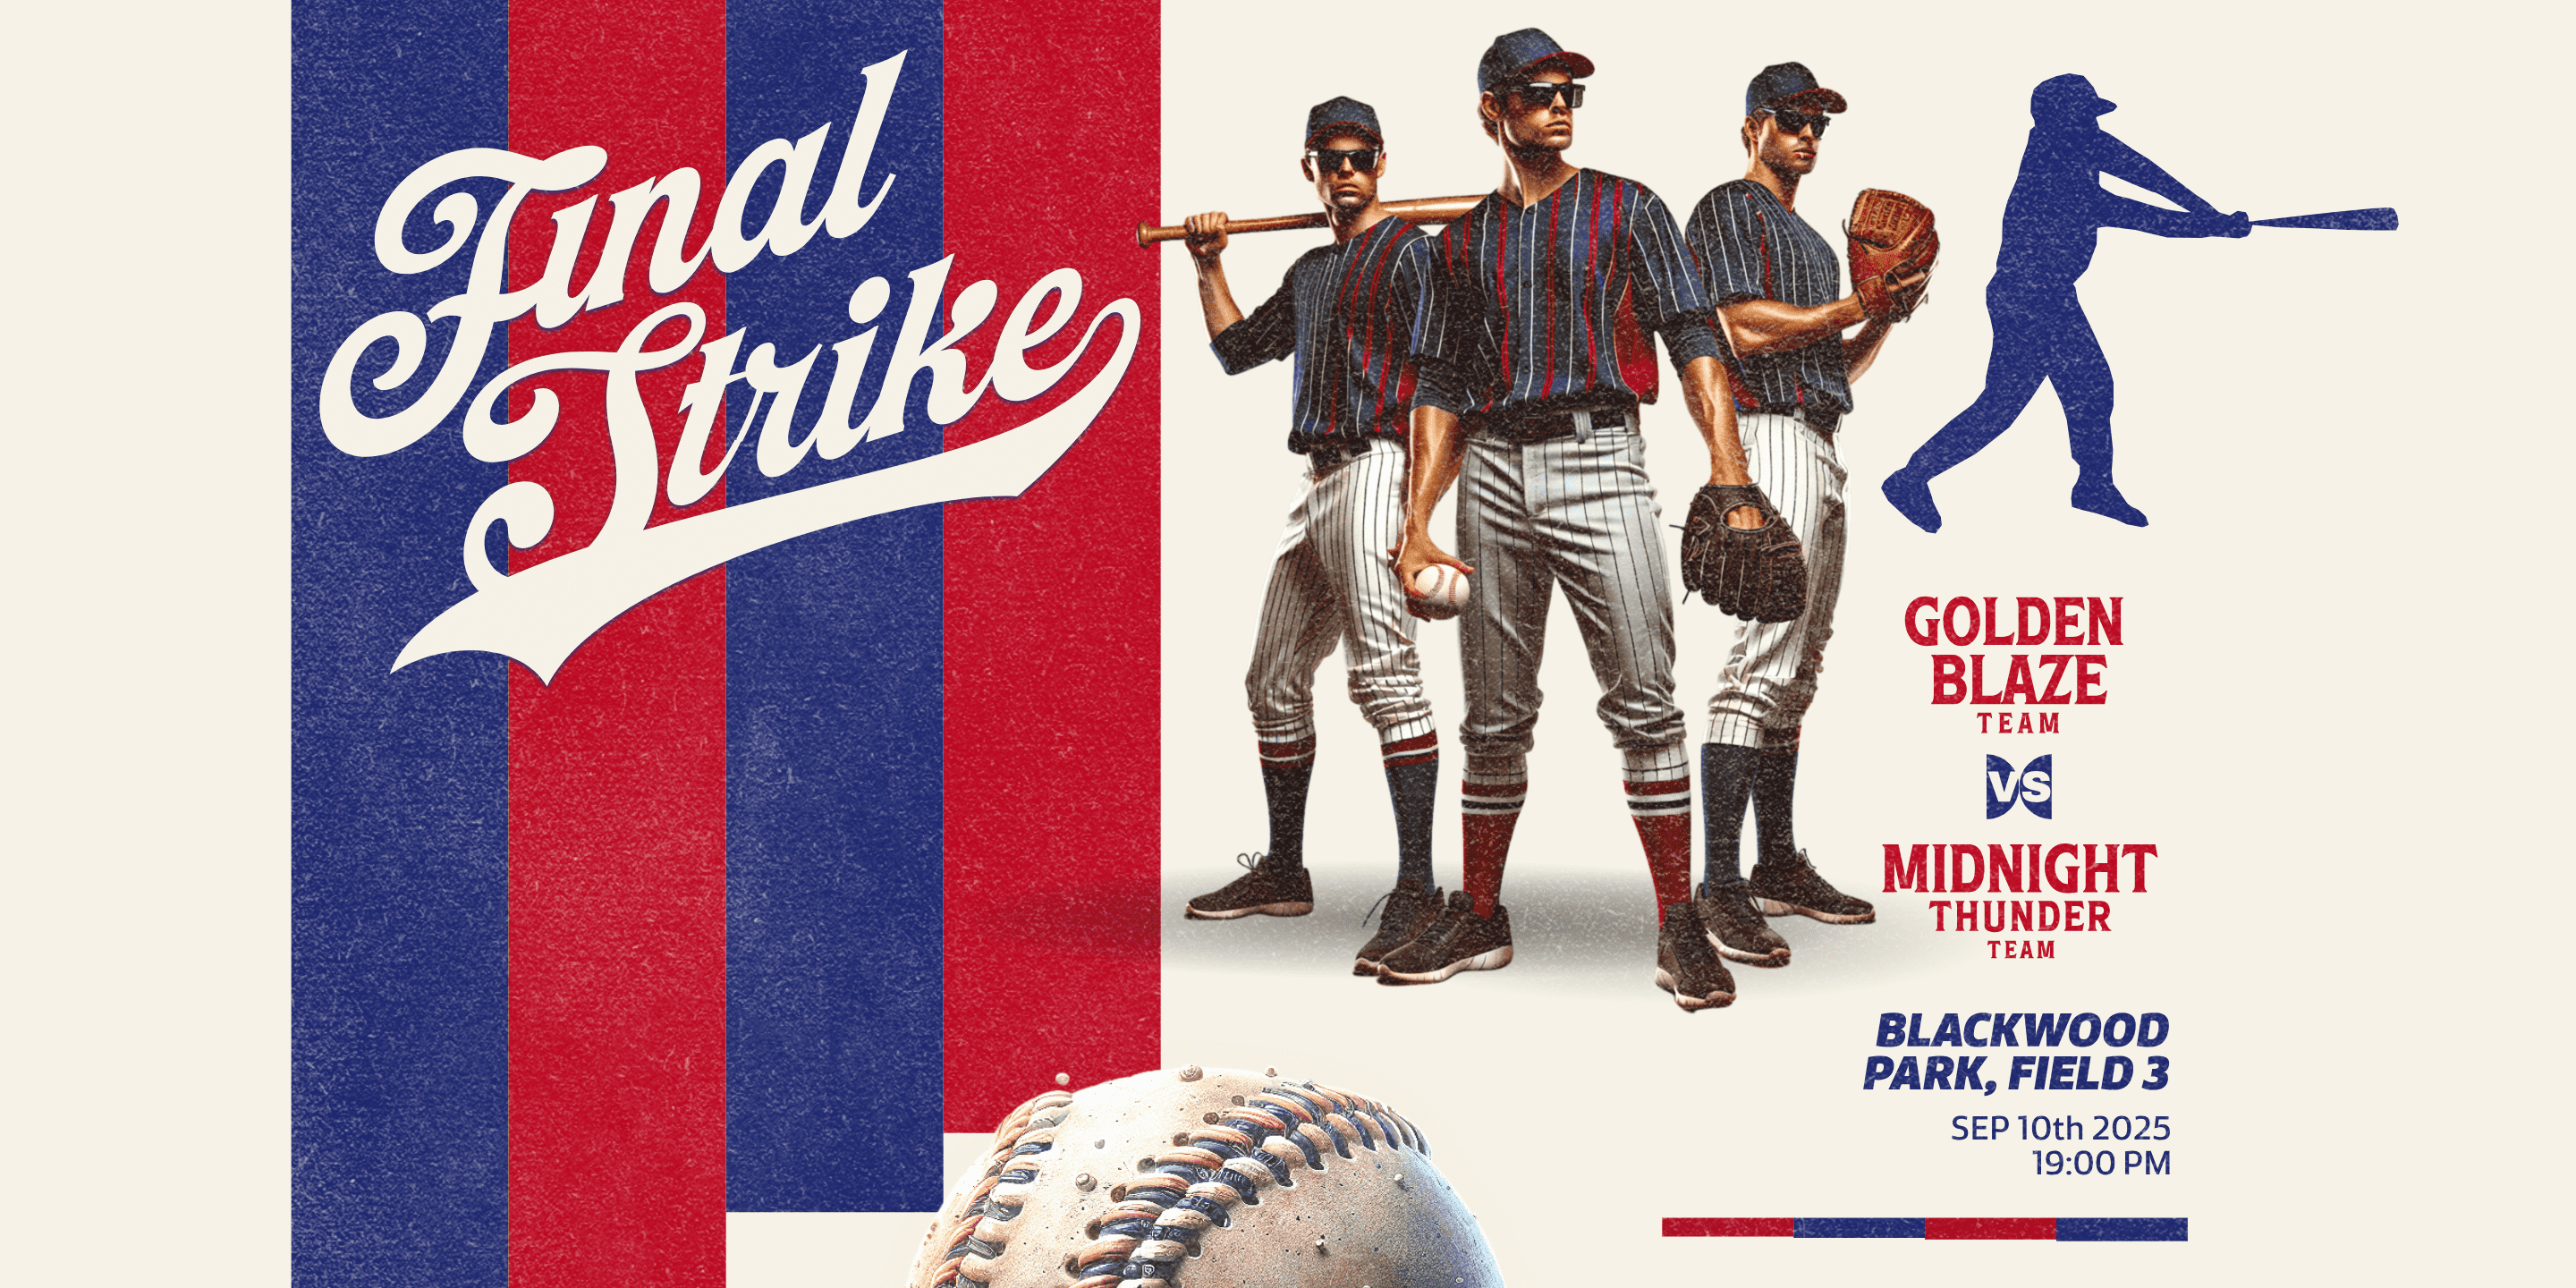 Final
Strike
GOLDEN
BLAZE
TEAM
VS
MIDNIGHT
THUNDER
TEAM
BLACKWOOD
PARK, FIELD 3
SEP 10th 2025
19:00 PM